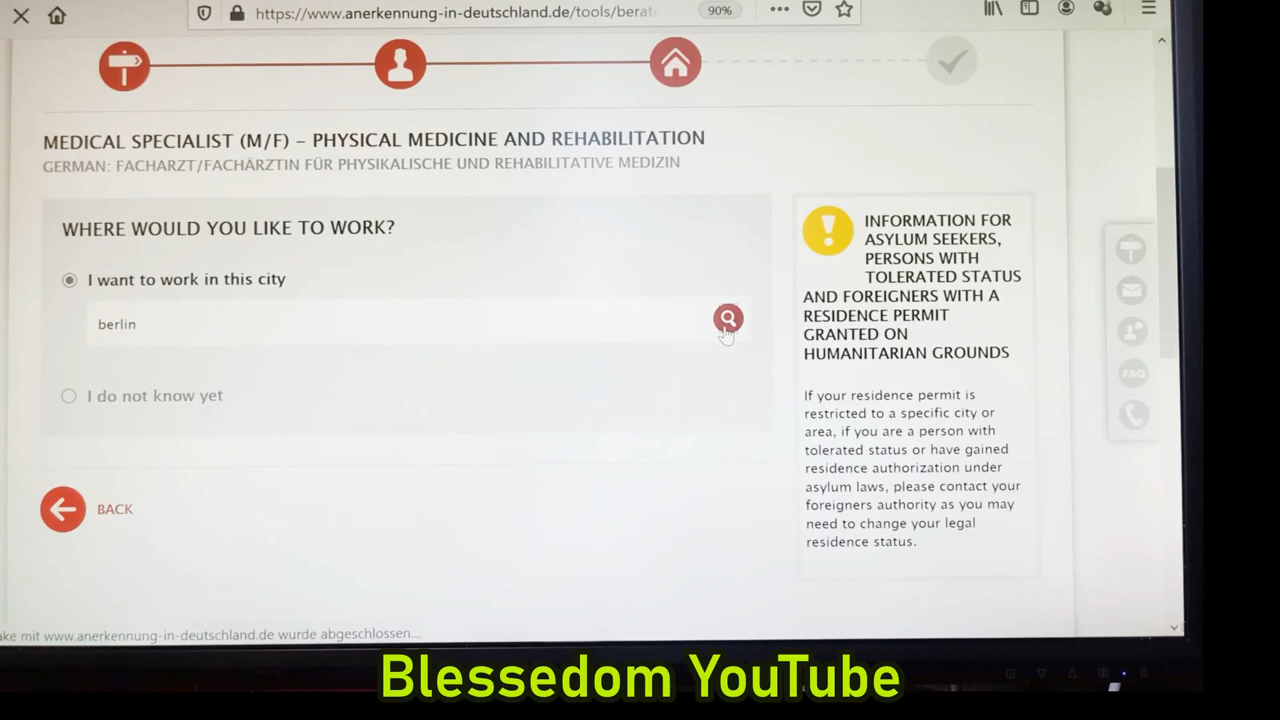 https://www.anerkennung-in-deutschland.de/tools/berat
90%
MEDICAL SPECIALIST (M/F) – PHYSICAL MEDICINE AND REHABILITATION
GERMAN: FACHARZT/FACHÄRZTIN FÜR PHYSIKALISCHE UND REHABILITATIVE MEDIZIN
WHERE WOULD YOU LIKE TO WORK?
I want to work in this city
berlin
I do not know yet
BACK
INFORMATION FOR
ASYLUM SEEKERS,
PERSONS WITH
TOLERATED STATUS
AND FOREIGNERS WITH A
RESIDENCE PERMIT
GRANTED ON
HUMANITARIAN GROUNDS
If your residence permit is
restricted to a specific city or
area, if you are a person with
tolerated status or have gained
residence authorization under
asylum laws, please contact your
foreigners authority as you may
need to change your legal
residence status.
FAQ
ake mit www.anerkennung-in-deutschland.de wurde abgeschlossen...
Blessedom YouTube